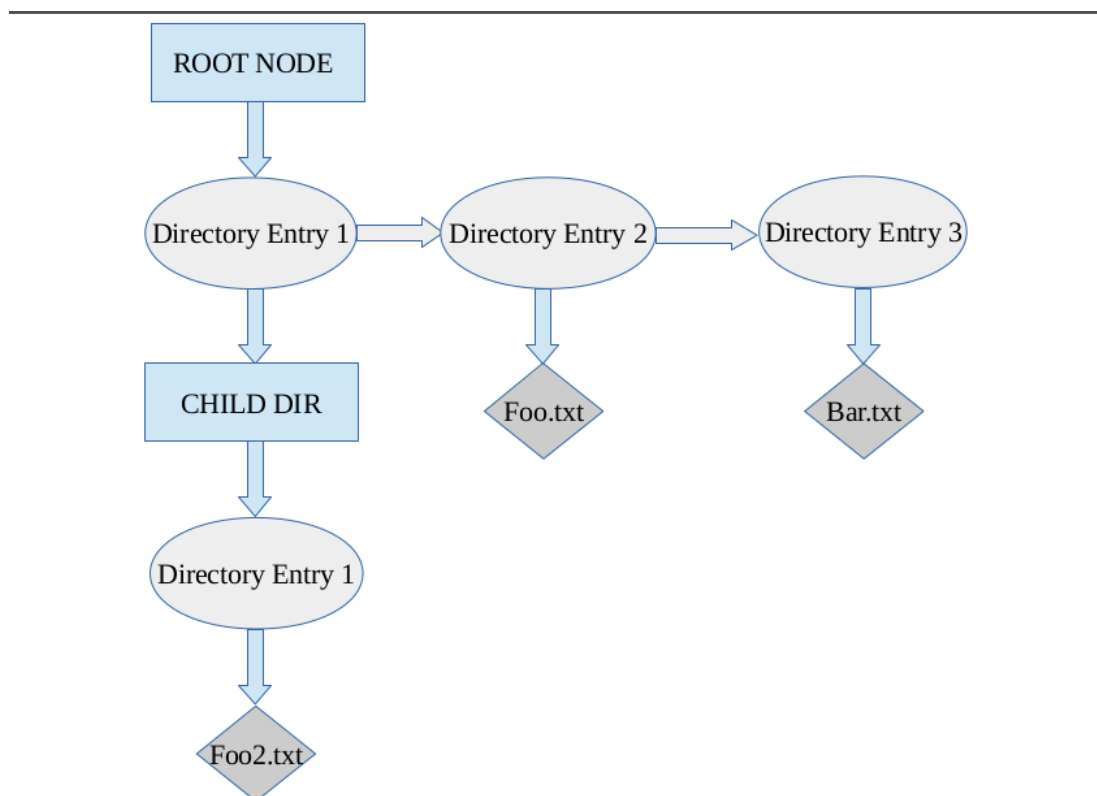 ROOT NODE
Directory Entry 1
Directory Entry 2
Directory Entry 3
CHILD DIR
Foo.txt
Bar.txt
Directory Entry 1
Foo2.txt